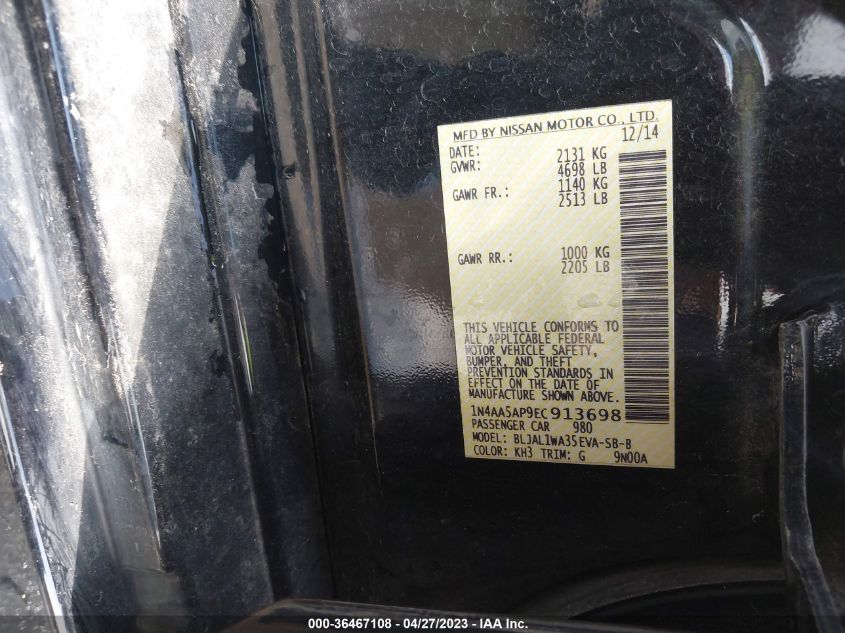 MFD BY NISSAN MOTOR CO., LTD.
DATE: 12/14
GVWR: 2131 KG
4698 LB
GAWR FR.: 1140 KG
2513 LB
GAWR RR.: 1000 KG
2205 LB
THIS VEHICLE CONFORMS TO
ALL APPLICABLE FEDERAL
MOTOR VEHICLE SAFETY,
BUMPER, AND THEFT
PREVENTION STANDARDS IN
EFFECT ON THE DATE OF
MANUFACTURE SHOWN ABOVE.
1N4AA5AP9EC913698
PASSENGER CAR 980
MODEL: BLJAL1WA35EVA-SB-B
COLOR: KH3 TRIM: G 9N00A
000-36467108 - 04/27/2023 - IAA Inc.